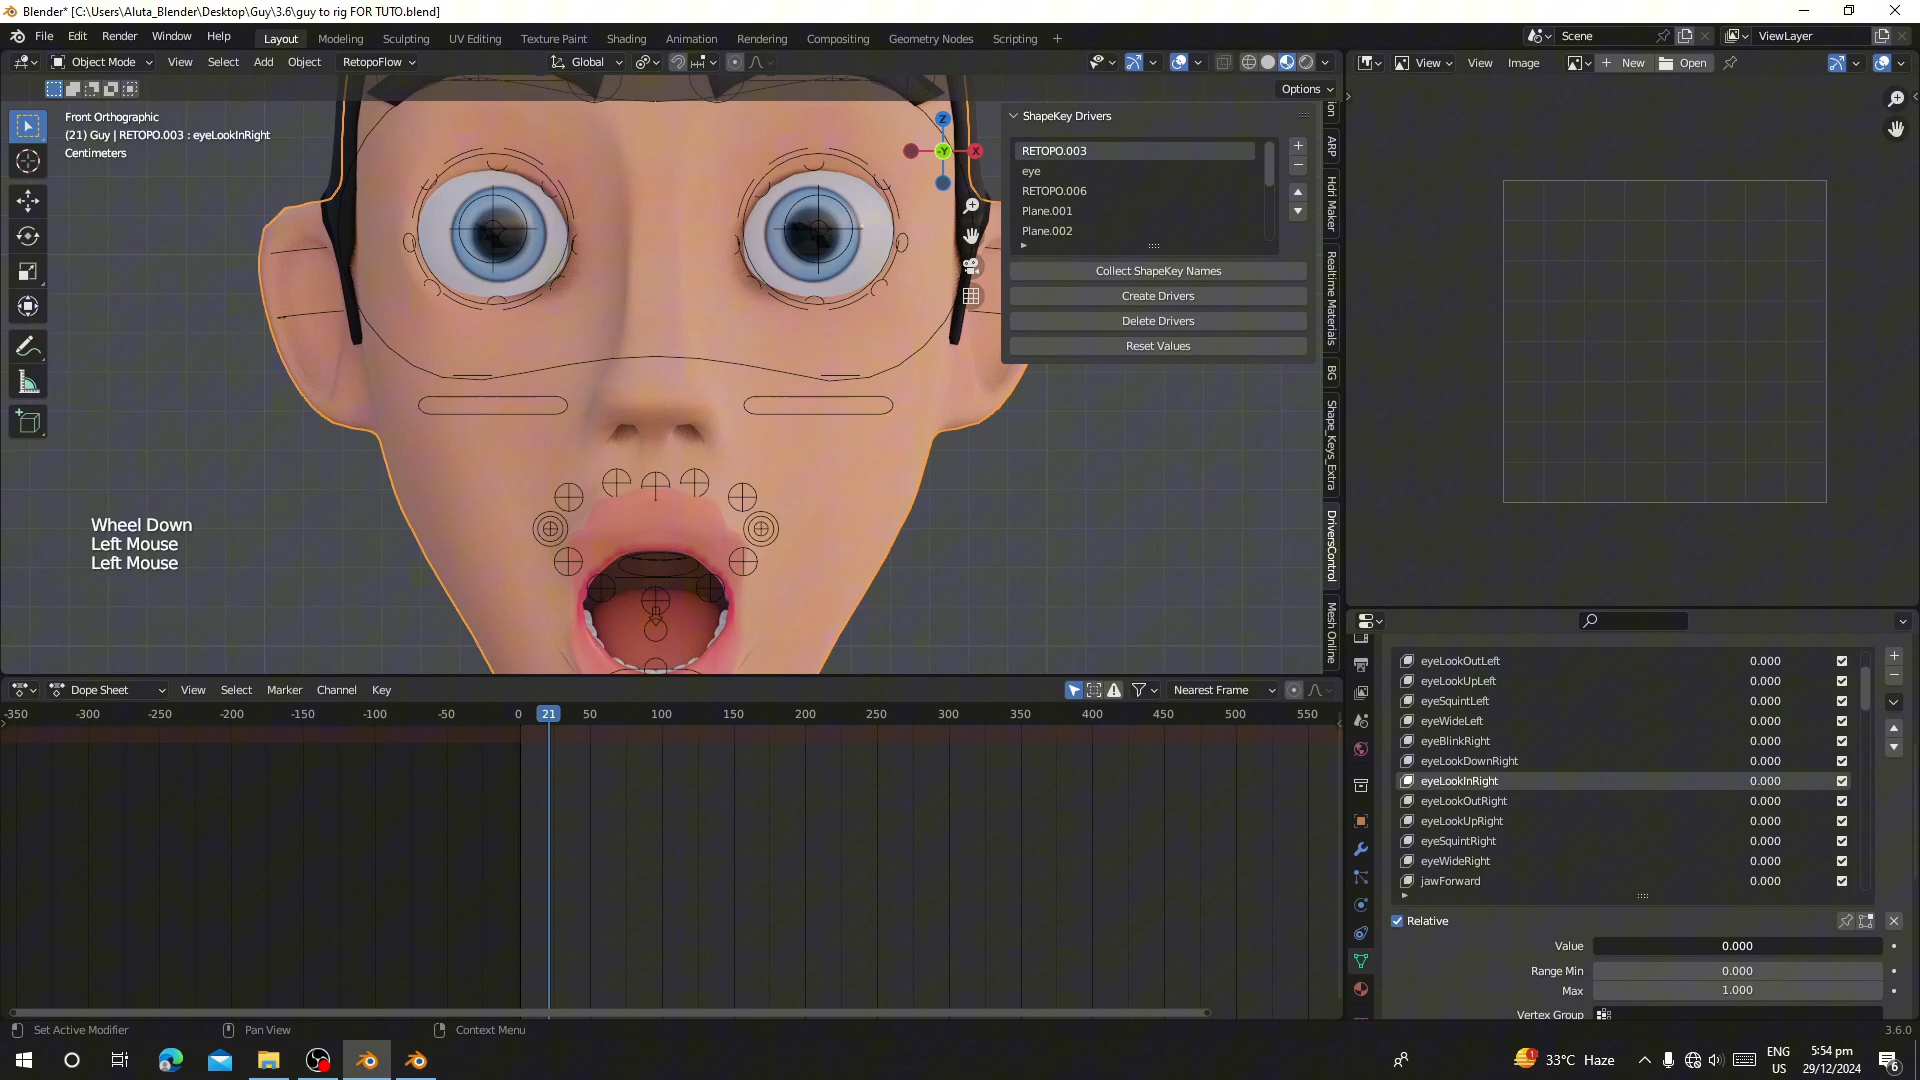 Blender* [C:\Users\Aluta_Blender\Desktop\Guy\3.6\guy to rig FOR TUTO.blend]
File Edit Render Window Help Layout Modeling Sculpting UV Editing Texture Paint Shading Animation Rendering Compositing Geometry Nodes Scripting + Scene ViewLayer
Object Mode View Select Add Object RetopoFlow Global View View Image New Open
Options
Front Orthographic
(21) Guy | RETOPO.003 : eyeLookInRight
Centimeters
Z
-Y
X
ShapeKey Drivers
RETOPO.003
eye
RETOPO.006
Plane.001
Plane.002
Collect ShapeKey Names
Create Drivers
Delete Drivers
Reset Values
ARP
Hdri Maker
Realtime Materials
BG
Shape_Keys_Extra
DriversControl
Mesh Online
Wheel Down
Left Mouse
Left Mouse
Dope Sheet View Select Marker Channel Key Nearest Frame
-350 -300 -250 -200 -150 -100 -50 0 21 50 100 150 200 250 300 350 400 450 500 550
eyeLookOutLeft 0.000
eyeLookUpLeft 0.000
eyeSquintLeft 0.000
eyeWideLeft 0.000
eyeBlinkRight 0.000
eyeLookDownRight 0.000
eyeLookInRight 0.000
eyeLookOutRight 0.000
eyeLookUpRight 0.000
eyeSquintRight 0.000
eyeWideRight 0.000
jawForward 0.000
Relative
Value 0.000
Range Min 0.000
Max 1.000
Vertex Group
Set Active Modifier Pan View Context Menu 3.6.0
33°C Haze
ENG
US
5:54 pm
29/12/2024
6